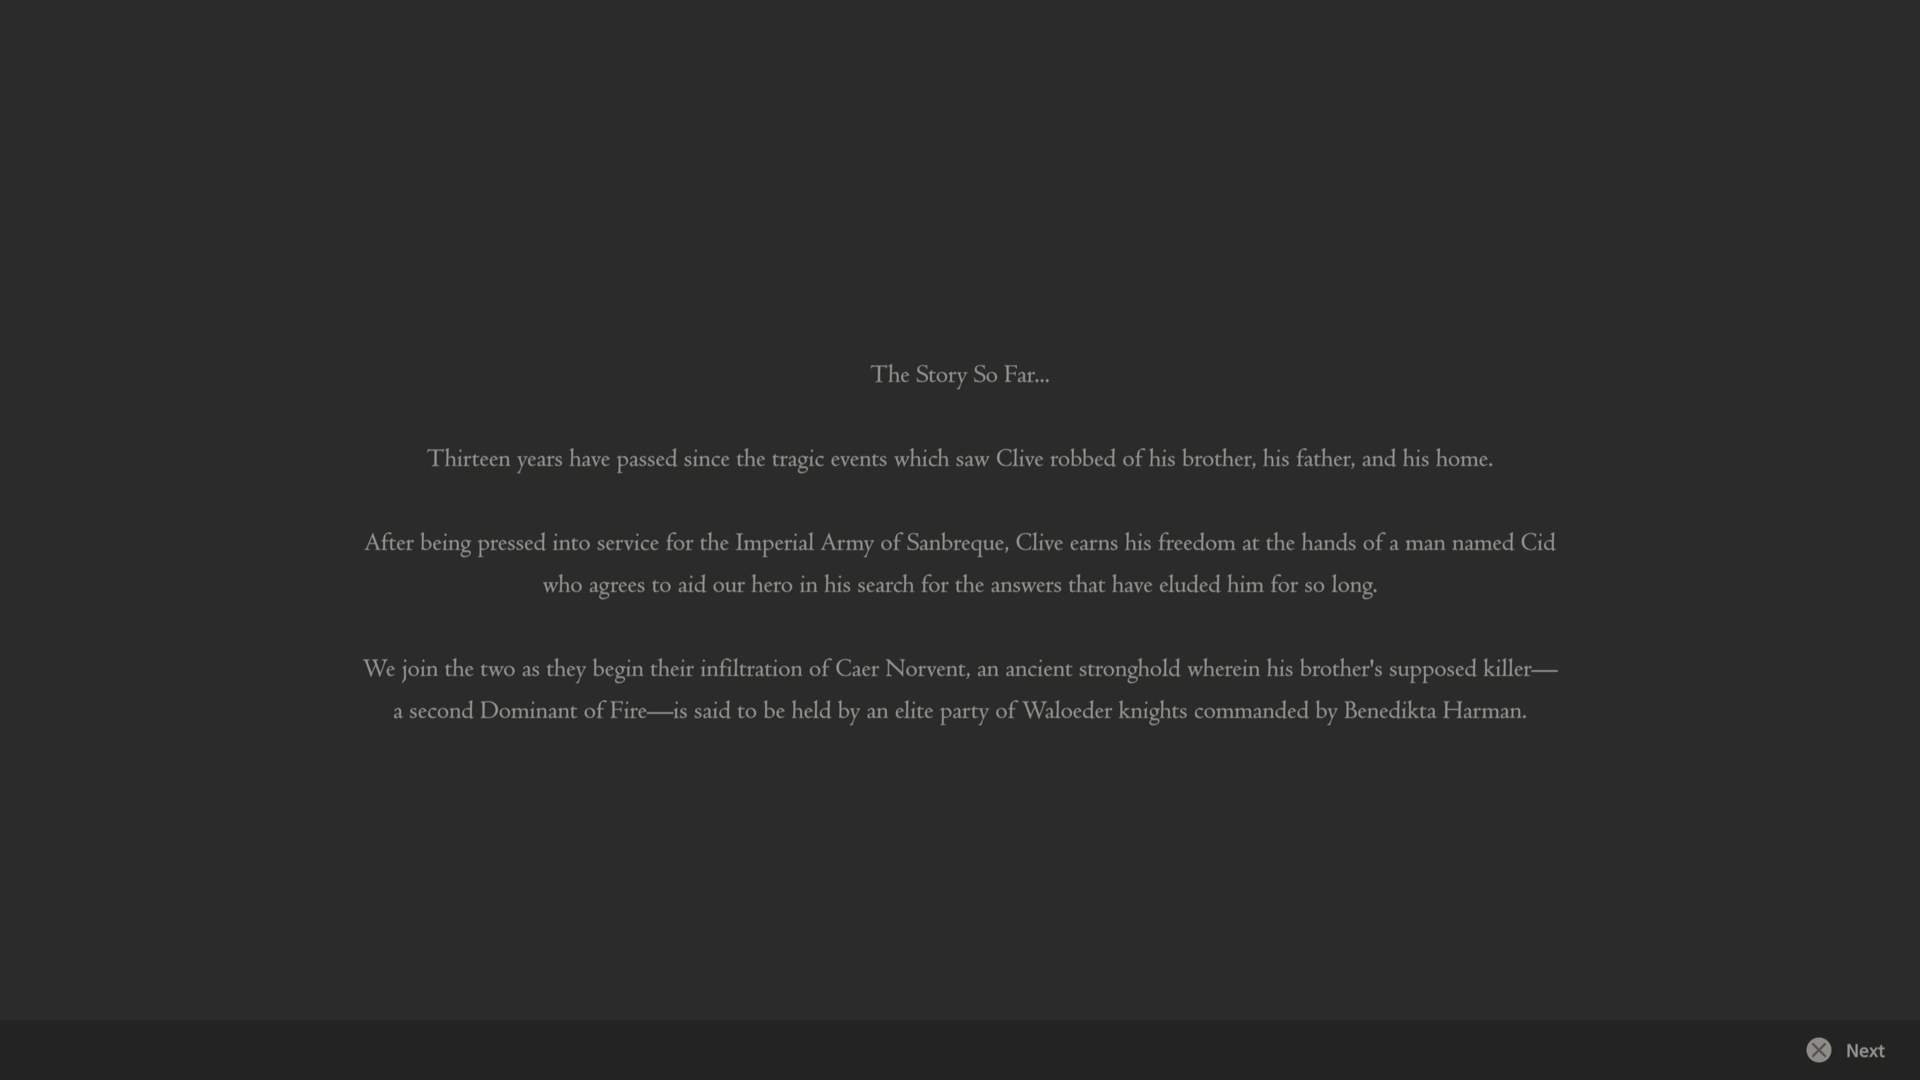 The Story So Far...
Thirteen years have passed since the tragic events which saw Clive robbed of his brother, his father, and his home.
After being pressed into service for the Imperial Army of Sanbreque, Clive earns his freedom at the hands of a man named Cid
who agrees to aid our hero in his search for the answers that have eluded him for so long.
We join the two as they begin their infiltration of Caer Norvent, an ancient stronghold wherein his brother's supposed killer—
a second Dominant of Fire—is said to be held by an elite party of Waloeder knights commanded by Benedikta Harman.
Next